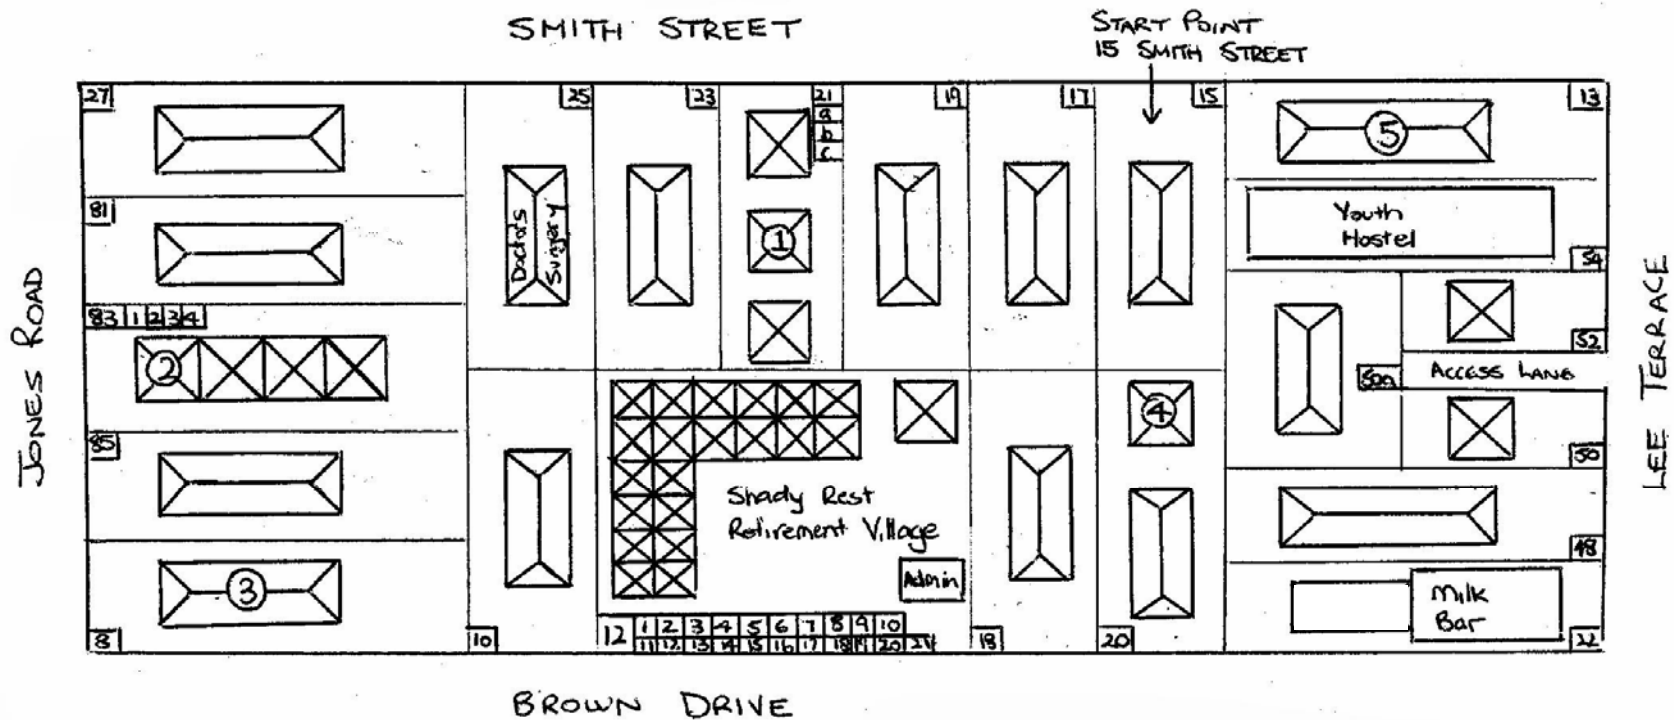 SMITH STREET
START POINT
15 SMITH STREET
27
25
23
21
a
b
c
19
17
15
13
5
81
Doctors
Surgery
1
Youth
Hostel
54
JONES ROAD
LEE TERRACE
83 1 2 3 4
2
52
50a
ACCESS LANE
4
85
50
Shady Rest
Retirement Village
48
3
Admin
Milk
Bar
8
10
12
1 2 3 4 5 6 7 8 9 10
11 12 13 14 15 16 17 18 19 20 21
18
20
22
BROWN DRIVE